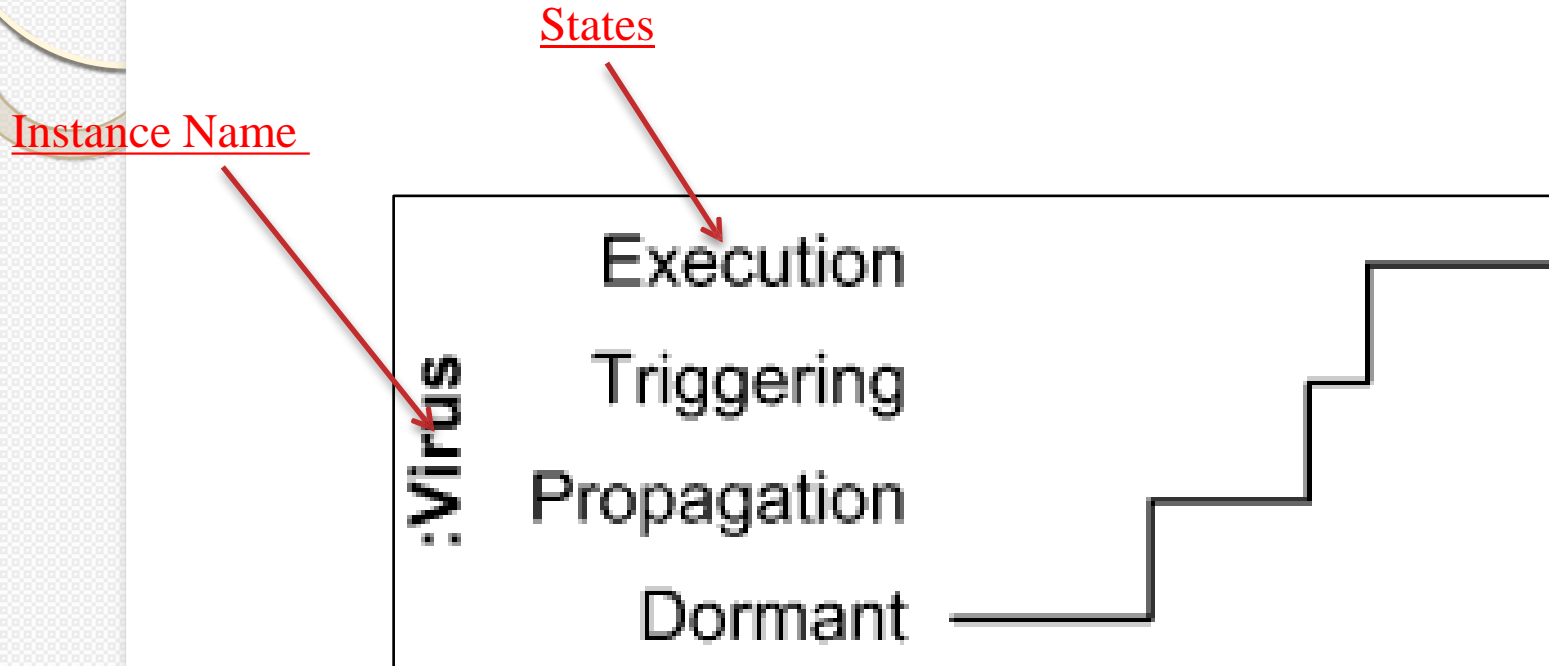 States
Instance Name
Execution
Triggering
:Virus
Propagation
Dormant